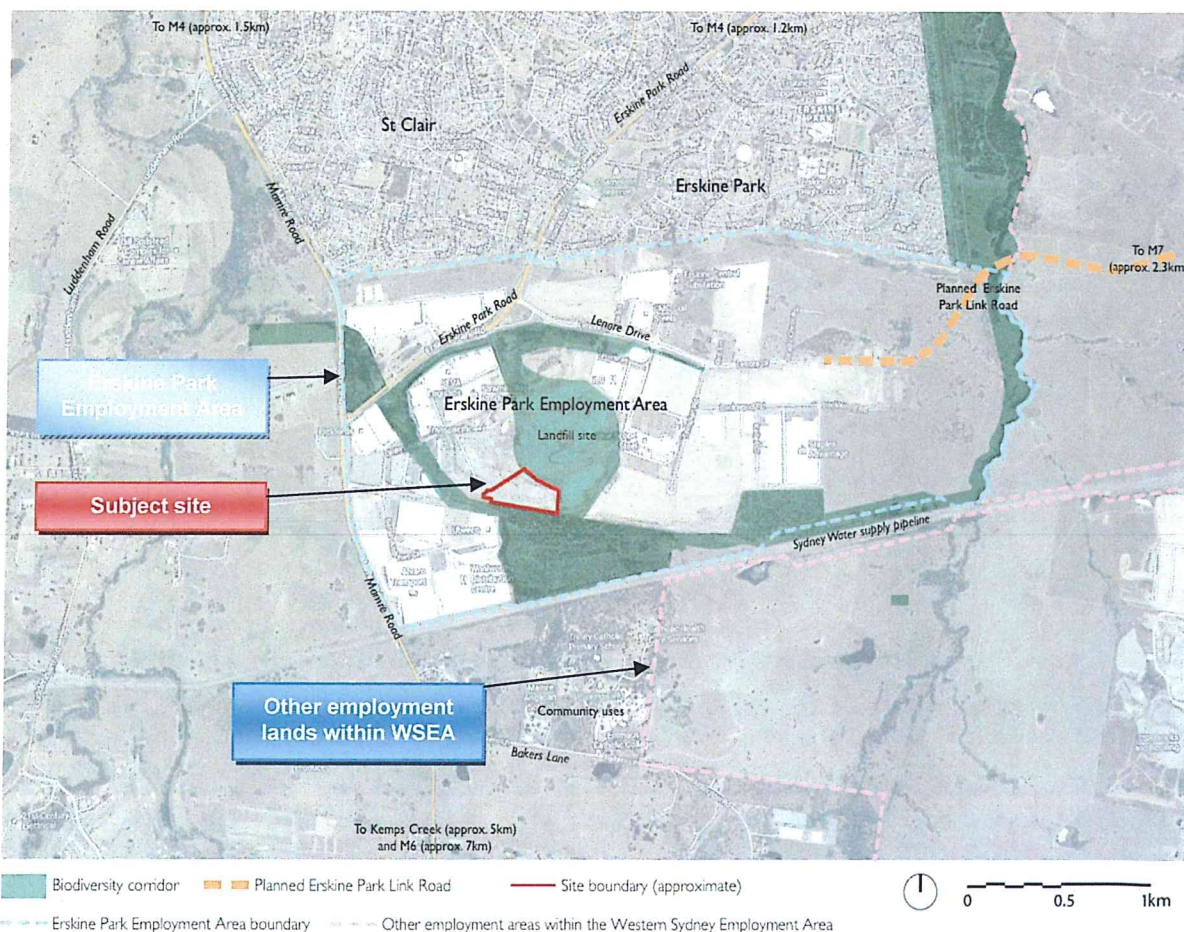 To M4 (approx. 1.5km)
To M4 (approx. 1.2km)
Erskine Park Road
St Clair
Erskine Park
Mamre Road
Luddenham Road
To M7
(approx. 2.3km
Planned Erskine
Park Link Road
Erskine Park Road
Lenore Drive
Erskine Park
Employment Area
Erskine Park Employment Area
Landfill site
Subject site
Sydney Water supply pipeline
Mamre Road
Other employment
lands within WSEA
Community uses
Bakers Lane
To Kemps Creek (approx. 5km)
and M6 (approx. 7km)
Biodiversity corridor
Planned Erskine Park Link Road
Site boundary (approximate)
0 0.5 1km
Erskine Park Employment Area boundary
Other employment areas within the Western Sydney Employment Area